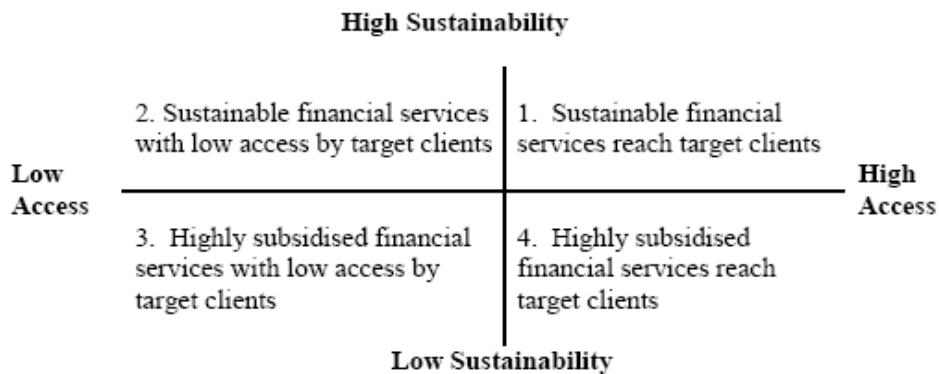 High Sustainability
2. Sustainable financial services
with low access by target clients
1. Sustainable financial
services reach target clients
Low
Access
High
Access
3. Highly subsidised financial
services with low access by
target clients
4. Highly subsidised
financial services reach
target clients
Low Sustainability